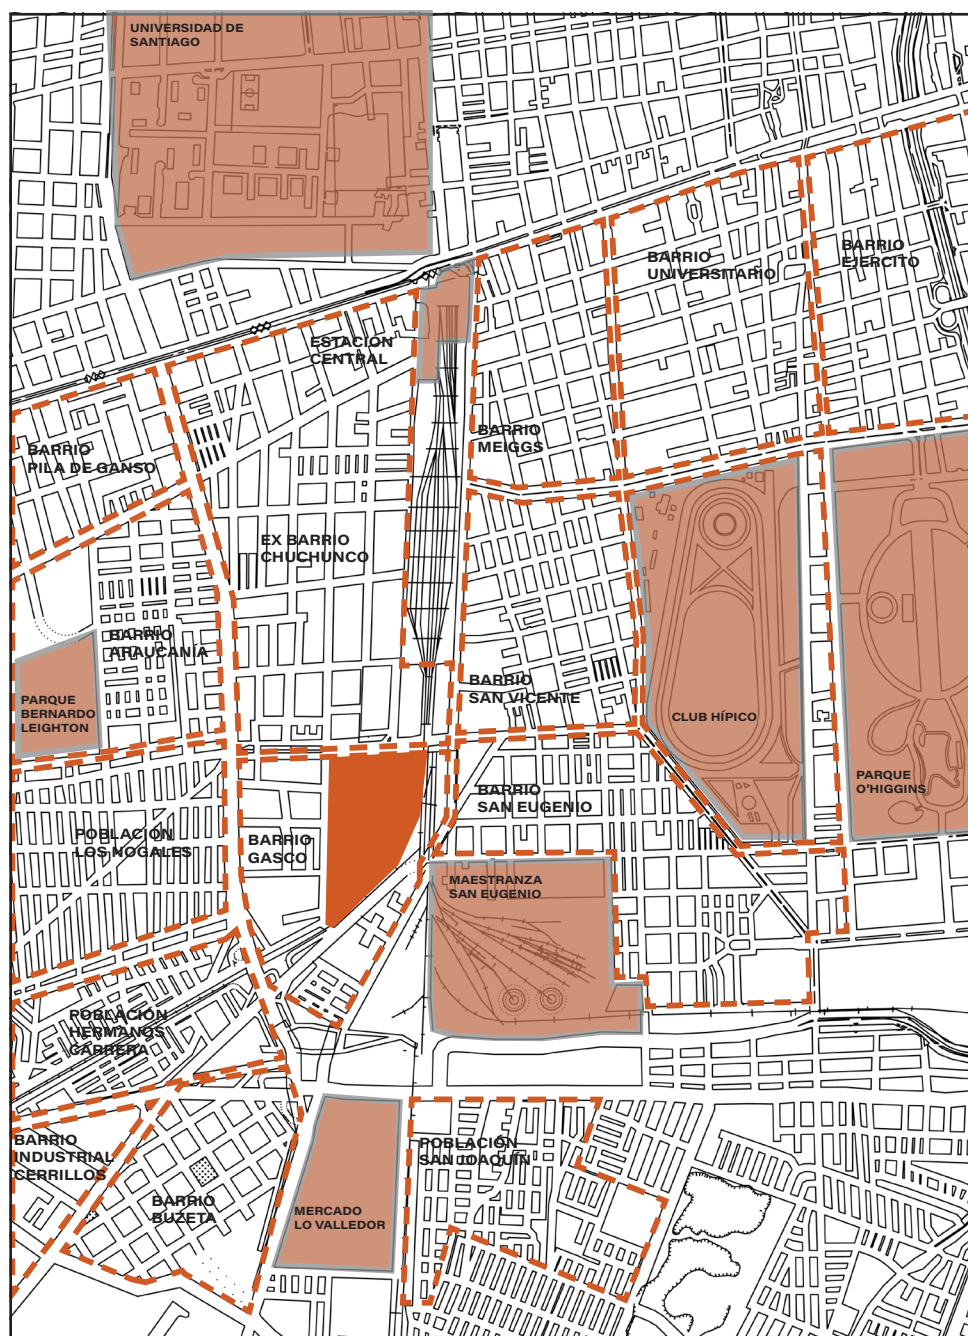 UNIVERSIDAD DE
SANTIAGO
BARRIO
EJERCITO
BARRIO
UNIVERSITARIO
ESTACIÓN
CENTRAL
BARRIO
MEIGGS
BARRIO
PILA DE GANSO
EX BARRIO
CHUCHUNCO
BARRIO
ARAUCANÍA
BARRIO
SAN VICENTE
PARQUE
BERNARDO
LEIGHTON
CLUB HÍPICO
PARQUE
O'HIGGINS
BARRIO
SAN EUGENIO
POBLACIÓN
LOS NOGALES
BARRIO
GASCO
MAESTRANZA
SAN EUGENIO
POBLACIÓN
HERMANOS
CARRERA
BARRIO
INDUSTRIAL
CERRILLOS
POBLACIÓN
SAN JOAQUÍN
BARRIO
BUZETA
MERCADO
LO VALLEDOR